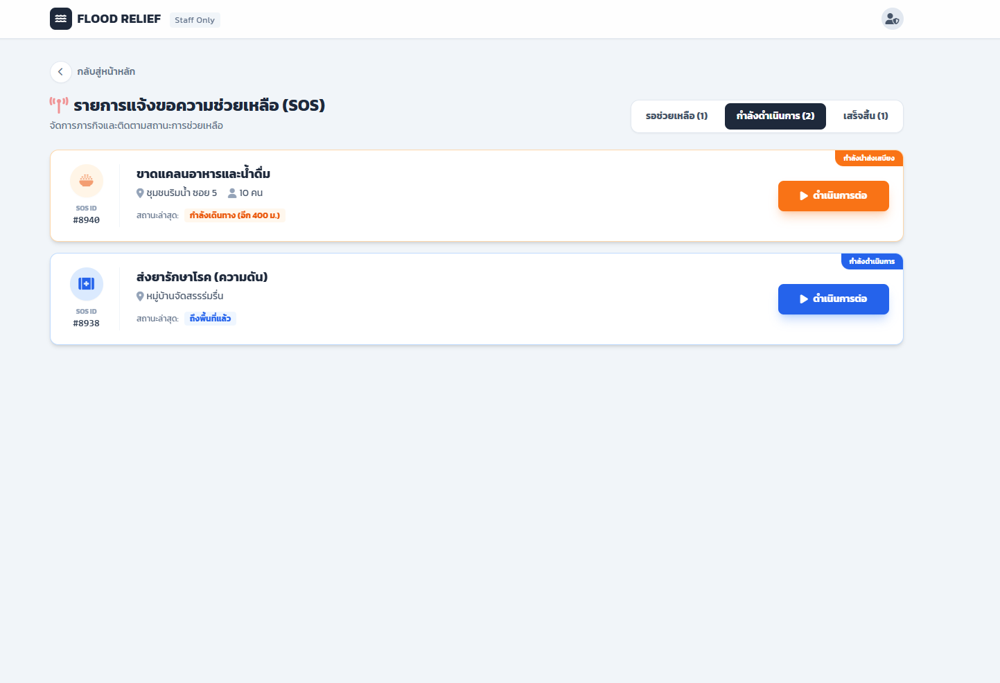 FLOOD RELIEF Staff Only
กลับสู่หน้าหลัก
รายการแจ้งขอความช่วยเหลือ (SOS)
จัดการภารกิจและติดตามสถานะการช่วยเหลือ
รอช่วยเหลือ (1) กำลังดำเนินการ (2) เสร็จสิ้น (1)
กำลังนำส่งเสบียง
ขาดแคลนอาหารและน้ำดื่ม
ชุมชนริมน้ำ ซอย 5 10 คน
สถานะล่าสุด: กำลังเดินทาง (อีก 400 ม.)
SOS ID
#8940
ดำเนินการต่อ
กำลังดำเนินการ
ส่งยารักษาโรค (ความดัน)
หมู่บ้านจัดสรรร่มรื่น
สถานะล่าสุด: ถึงพื้นที่แล้ว
SOS ID
#8938
ดำเนินการต่อ